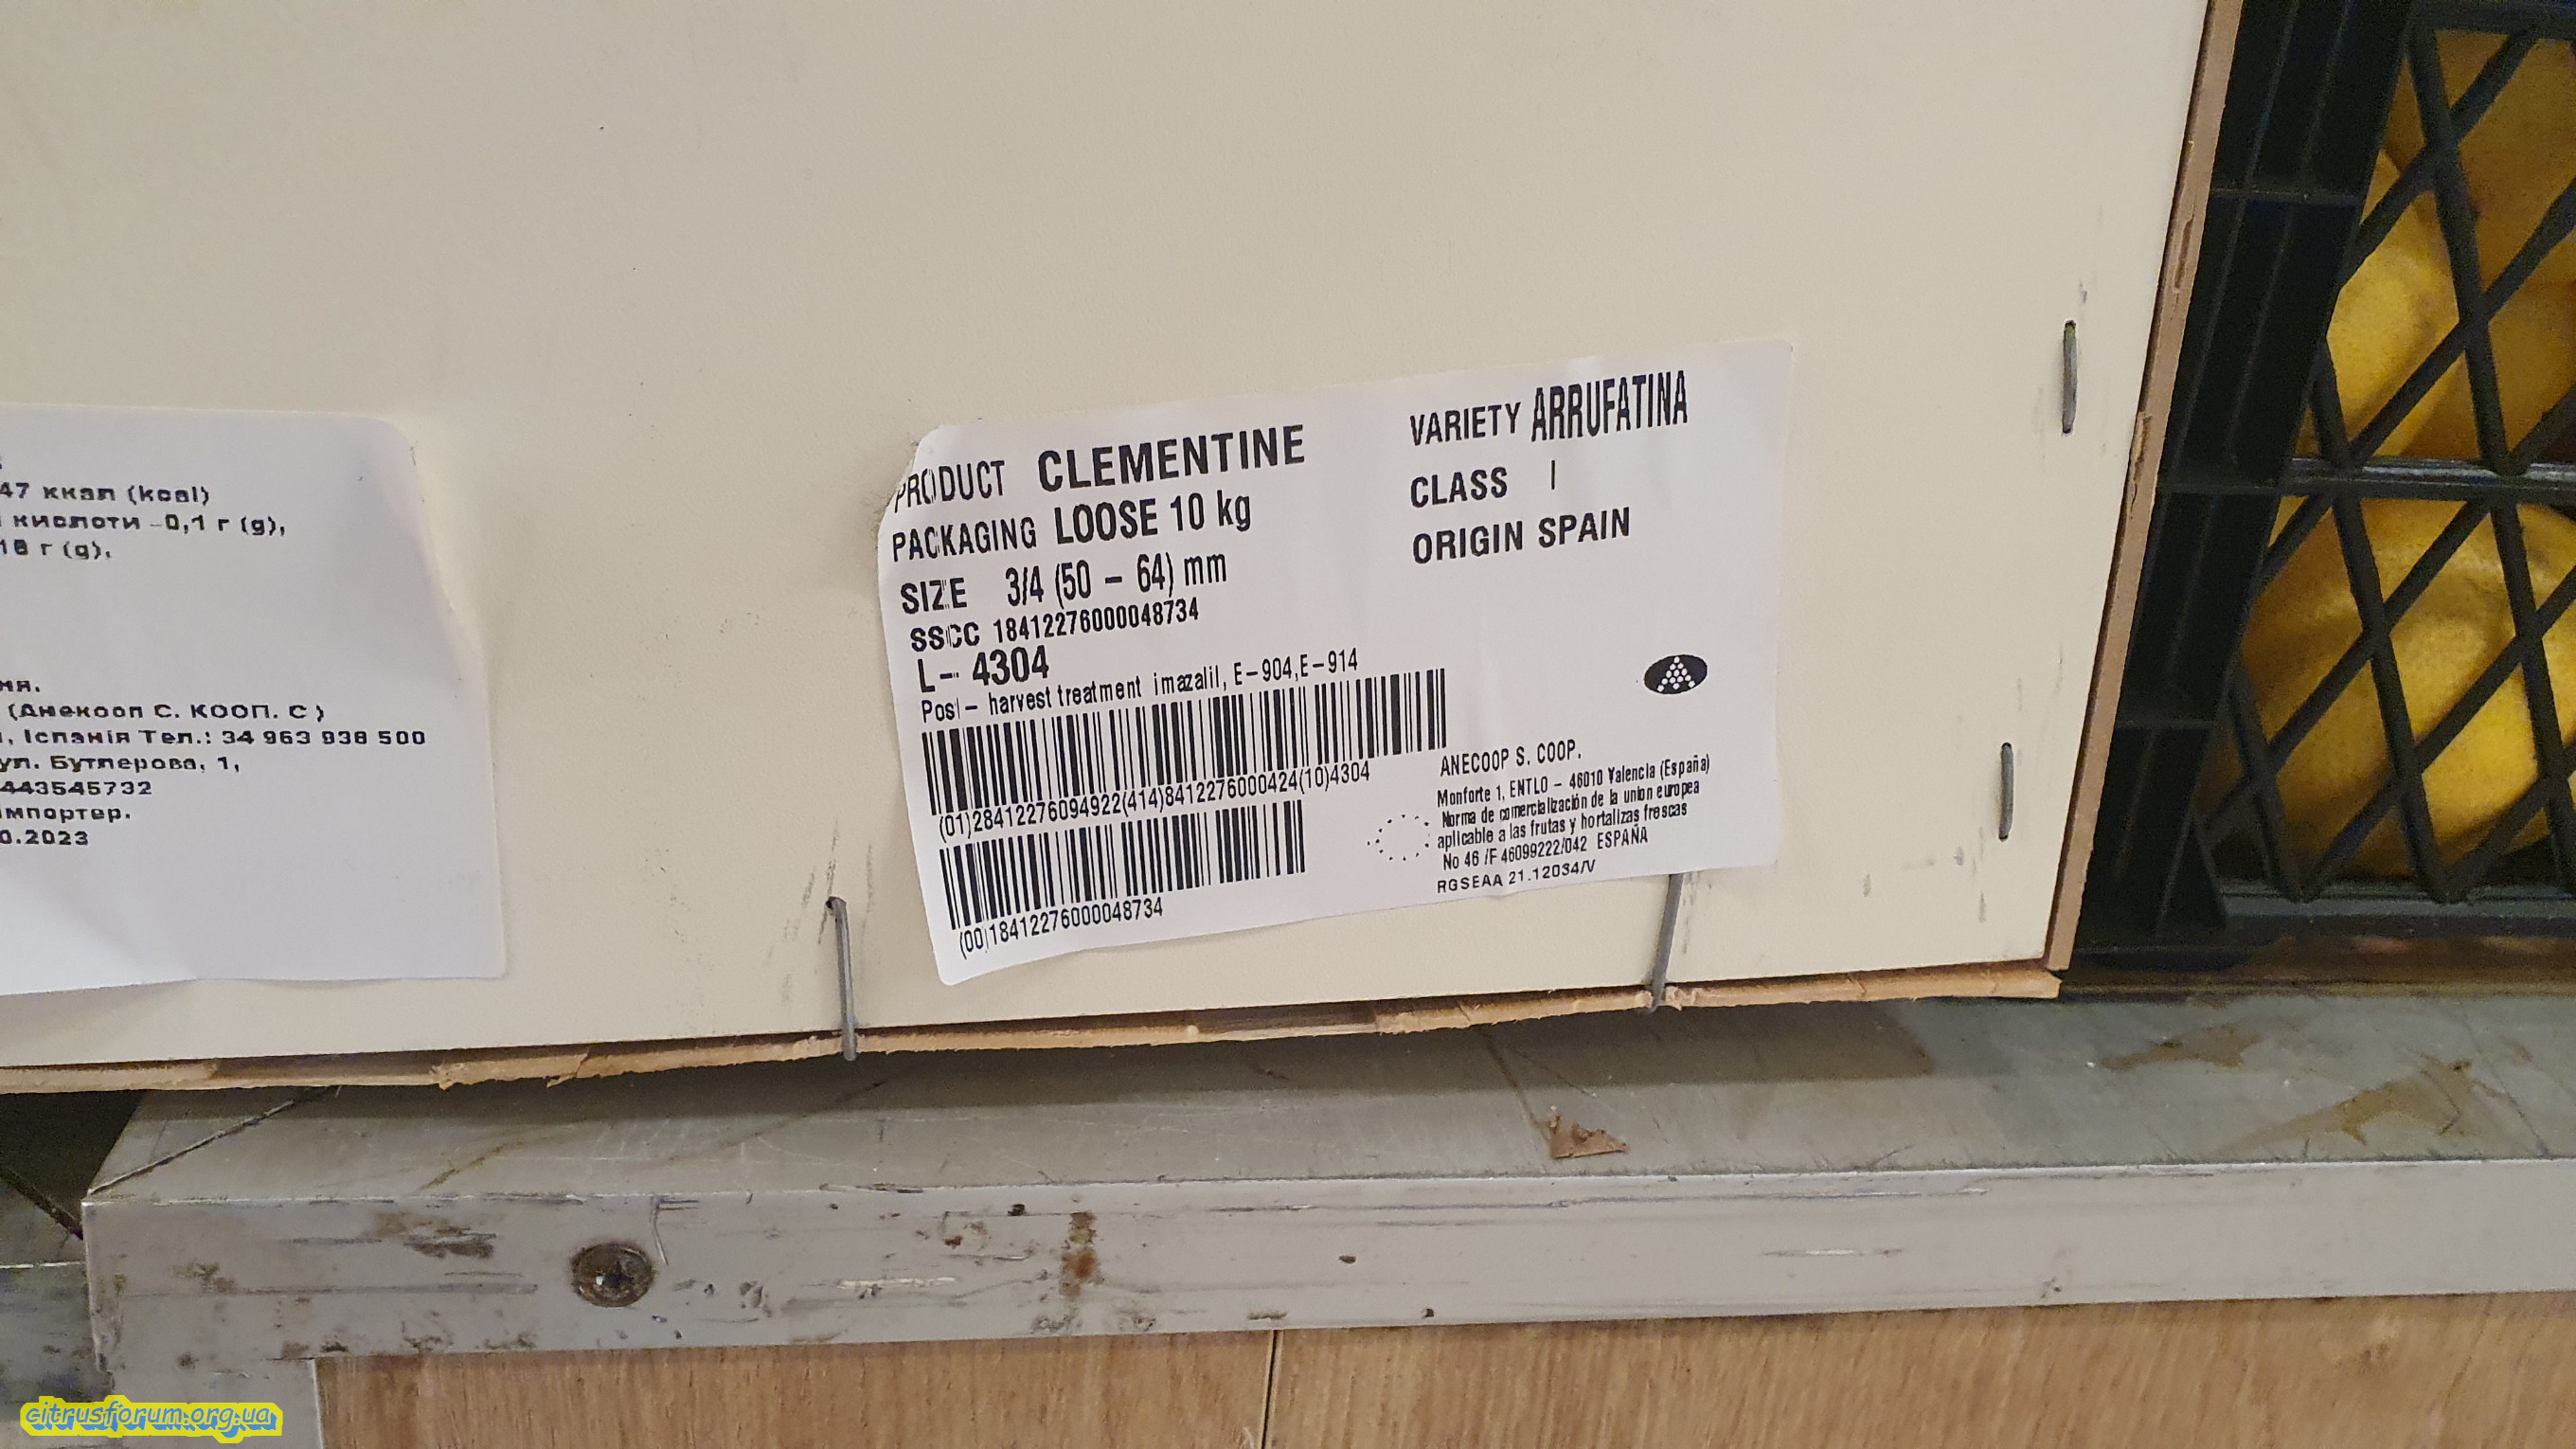 47 ккал (kcal)
кислоти -0,1 г (g),
18 г (g),
(Анекооп С. КООП. С )
, Іспанія Тел.: 34 963 938 500
ул. Бутлерова, 1,
443545732
імпортер.
0.2023
PRODUCT CLEMENTINE
PACKAGING LOOSE 10 kg
SIZE 3/4 (50 - 64) mm
SSCC 18412276000048734
L- 4304
Post- harvest treatment imazalil, E-904,E-914
(01)28412276094922(414)8412276000424(10)4304
(00)18412276000048734
VARIETY ARRUFATINA
CLASS I
ORIGIN SPAIN
ANECOOP S. COOP.
Monforte 1, ENTLO - 46010 Valencia (España)
Norma de comercialización de la union europea
aplicable a las frutas y hortalizas frescas
No 46 /F 46099222/042 ESPAÑA
RGSEAA 21.12034/V
citrusforum.org.ua